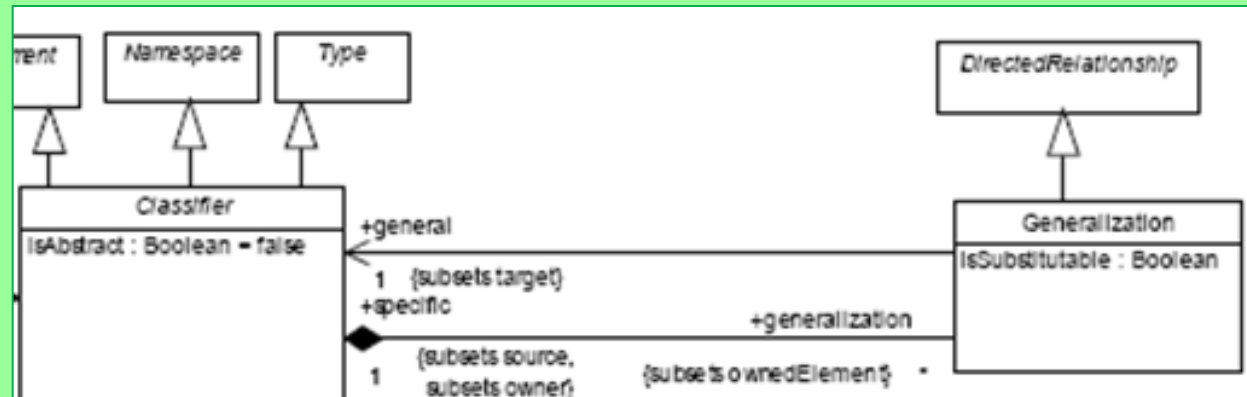 ment
Namespace
Type
DirectedRelationship
Classifier
isAbstract : Boolean = false
Generalization
isSubstitutable : Boolean
+general
1 {subsets target}
+specific
+generalization
1 {subsets source,
subsets owner}
{subsets ownedElement} *